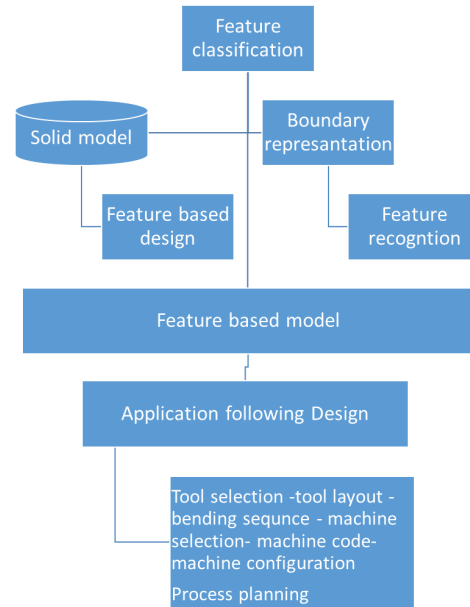 Feature
classification
Solid model
Boundary
represantation
Feature based
design
Feature
recogntion
Feature based model
Application following Design
Tool selection -tool layout -
bending sequnce - machine
selection- machine code-
machine configuration
Process planning